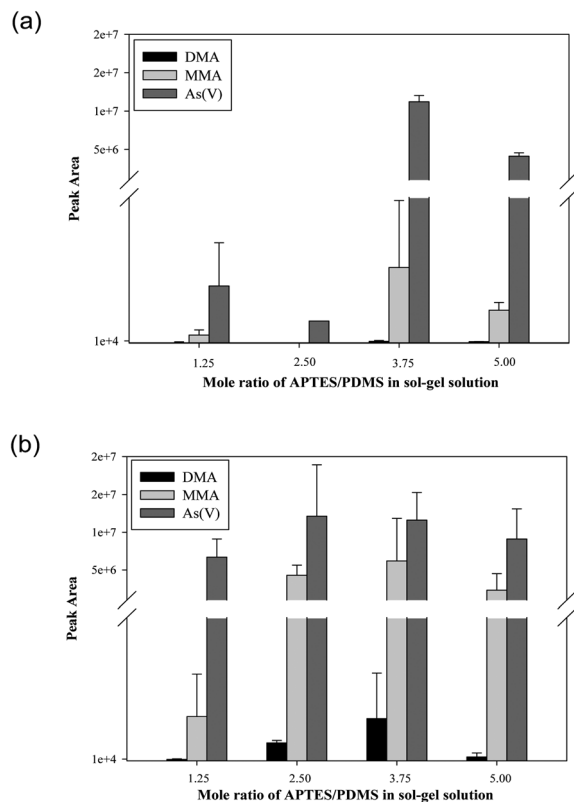 (a)
2e+7
2e+7
1e+7
5e+6
1e+4
Peak Area
DMA
MMA
As(V)
1.25 2.50 3.75 5.00
Mole ratio of APTES/PDMS in sol-gel solution
(b)
2e+7
2e+7
1e+7
5e+6
1e+4
Peak Area
DMA
MMA
As(V)
1.25 2.50 3.75 5.00
Mole ratio of APTES/PDMS in sol-gel solution